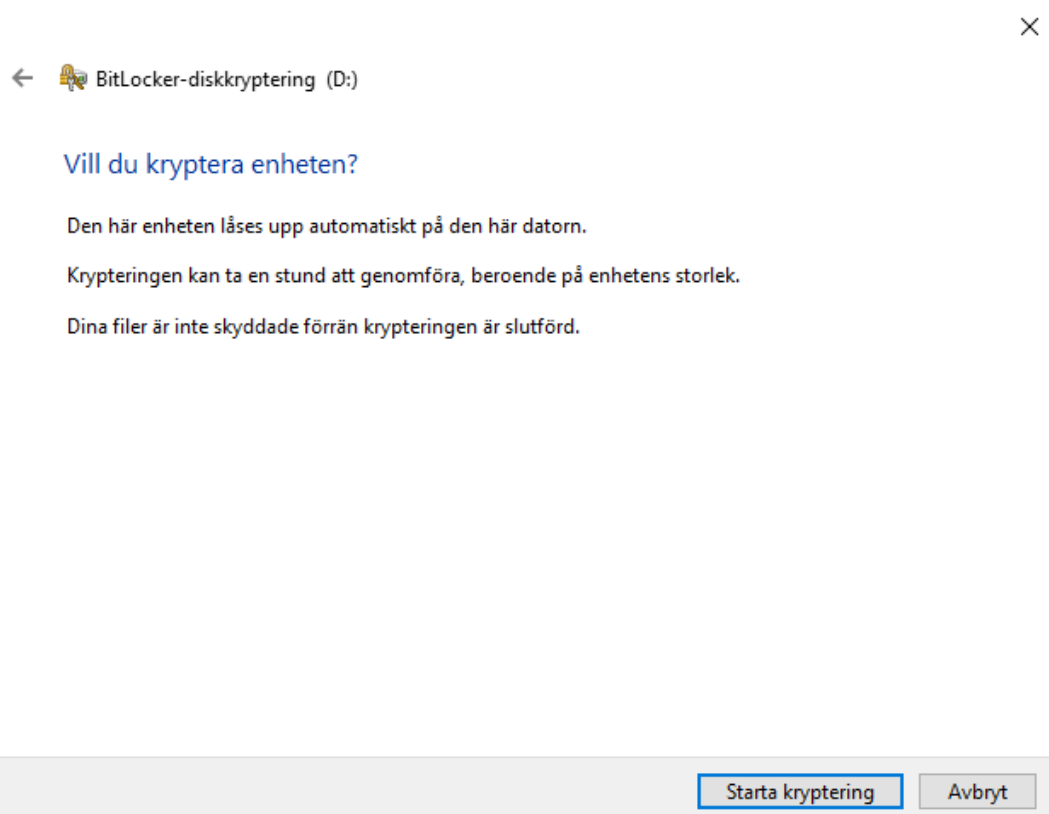 BitLocker-diskkryptering (D:)
Vill du kryptera enheten?
Den här enheten låses upp automatiskt på den här datorn.
Krypteringen kan ta en stund att genomföra, beroende på enhetens storlek.
Dina filer är inte skyddade förrän krypteringen är slutförd.
Starta kryptering
Avbryt